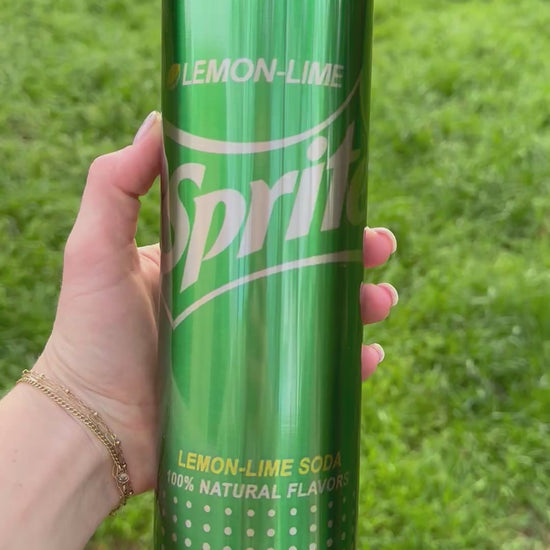 LEMON-LIME
Sprite
LEMON-LIME SODA
100% NATURAL FLAVORS